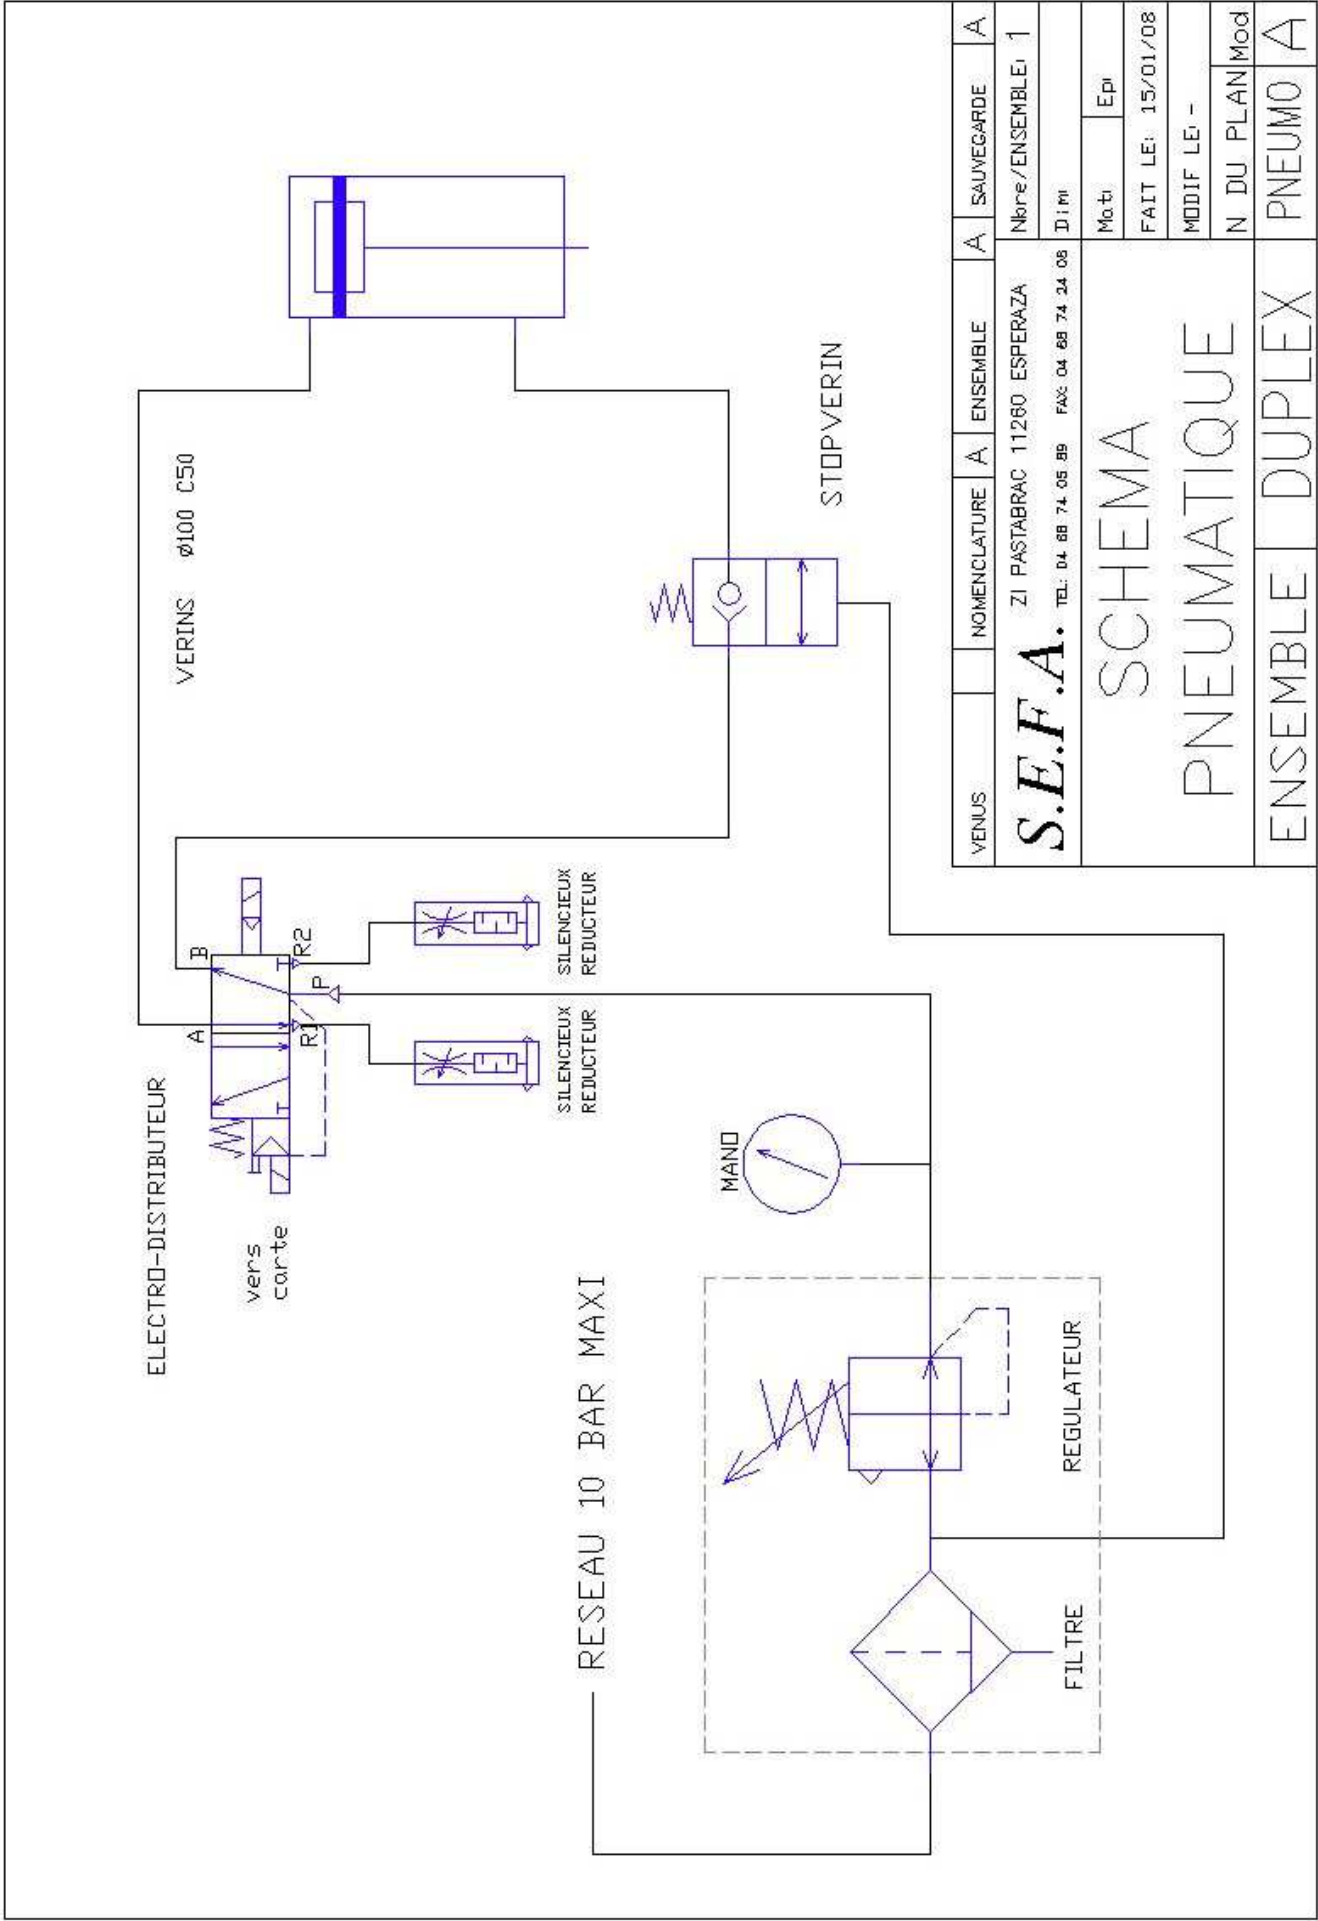 ELECTRO-DISTRIBUTEUR
VERINS ø100 C50
vers
carte
A
B
R1
P
R2
SILENCIEUX
REDUCTEUR
SILENCIEUX
REDUCTEUR
RESEAU 10 BAR MAXI
MANO
STOPVERIN
FILTRE
REGULATEUR
VENUS NOMENCLATURE A ENSEMBLE A SAUVEGARDE A
S.E.F.A. ZI PASTABRAC 11260 ESPERAZA
TEL: 04 68 74 05 89 FAX: 04 68 74 24 08
Nbre/ENSEMBLE: 1
Dim:
SCHEMA
PNEUMATIQUE
Mat: Ep:
FAIT LE: 15/01/08
MODIF LE: -
N DU PLAN Mod
ENSEMBLE DUPLEX PNEUMO A